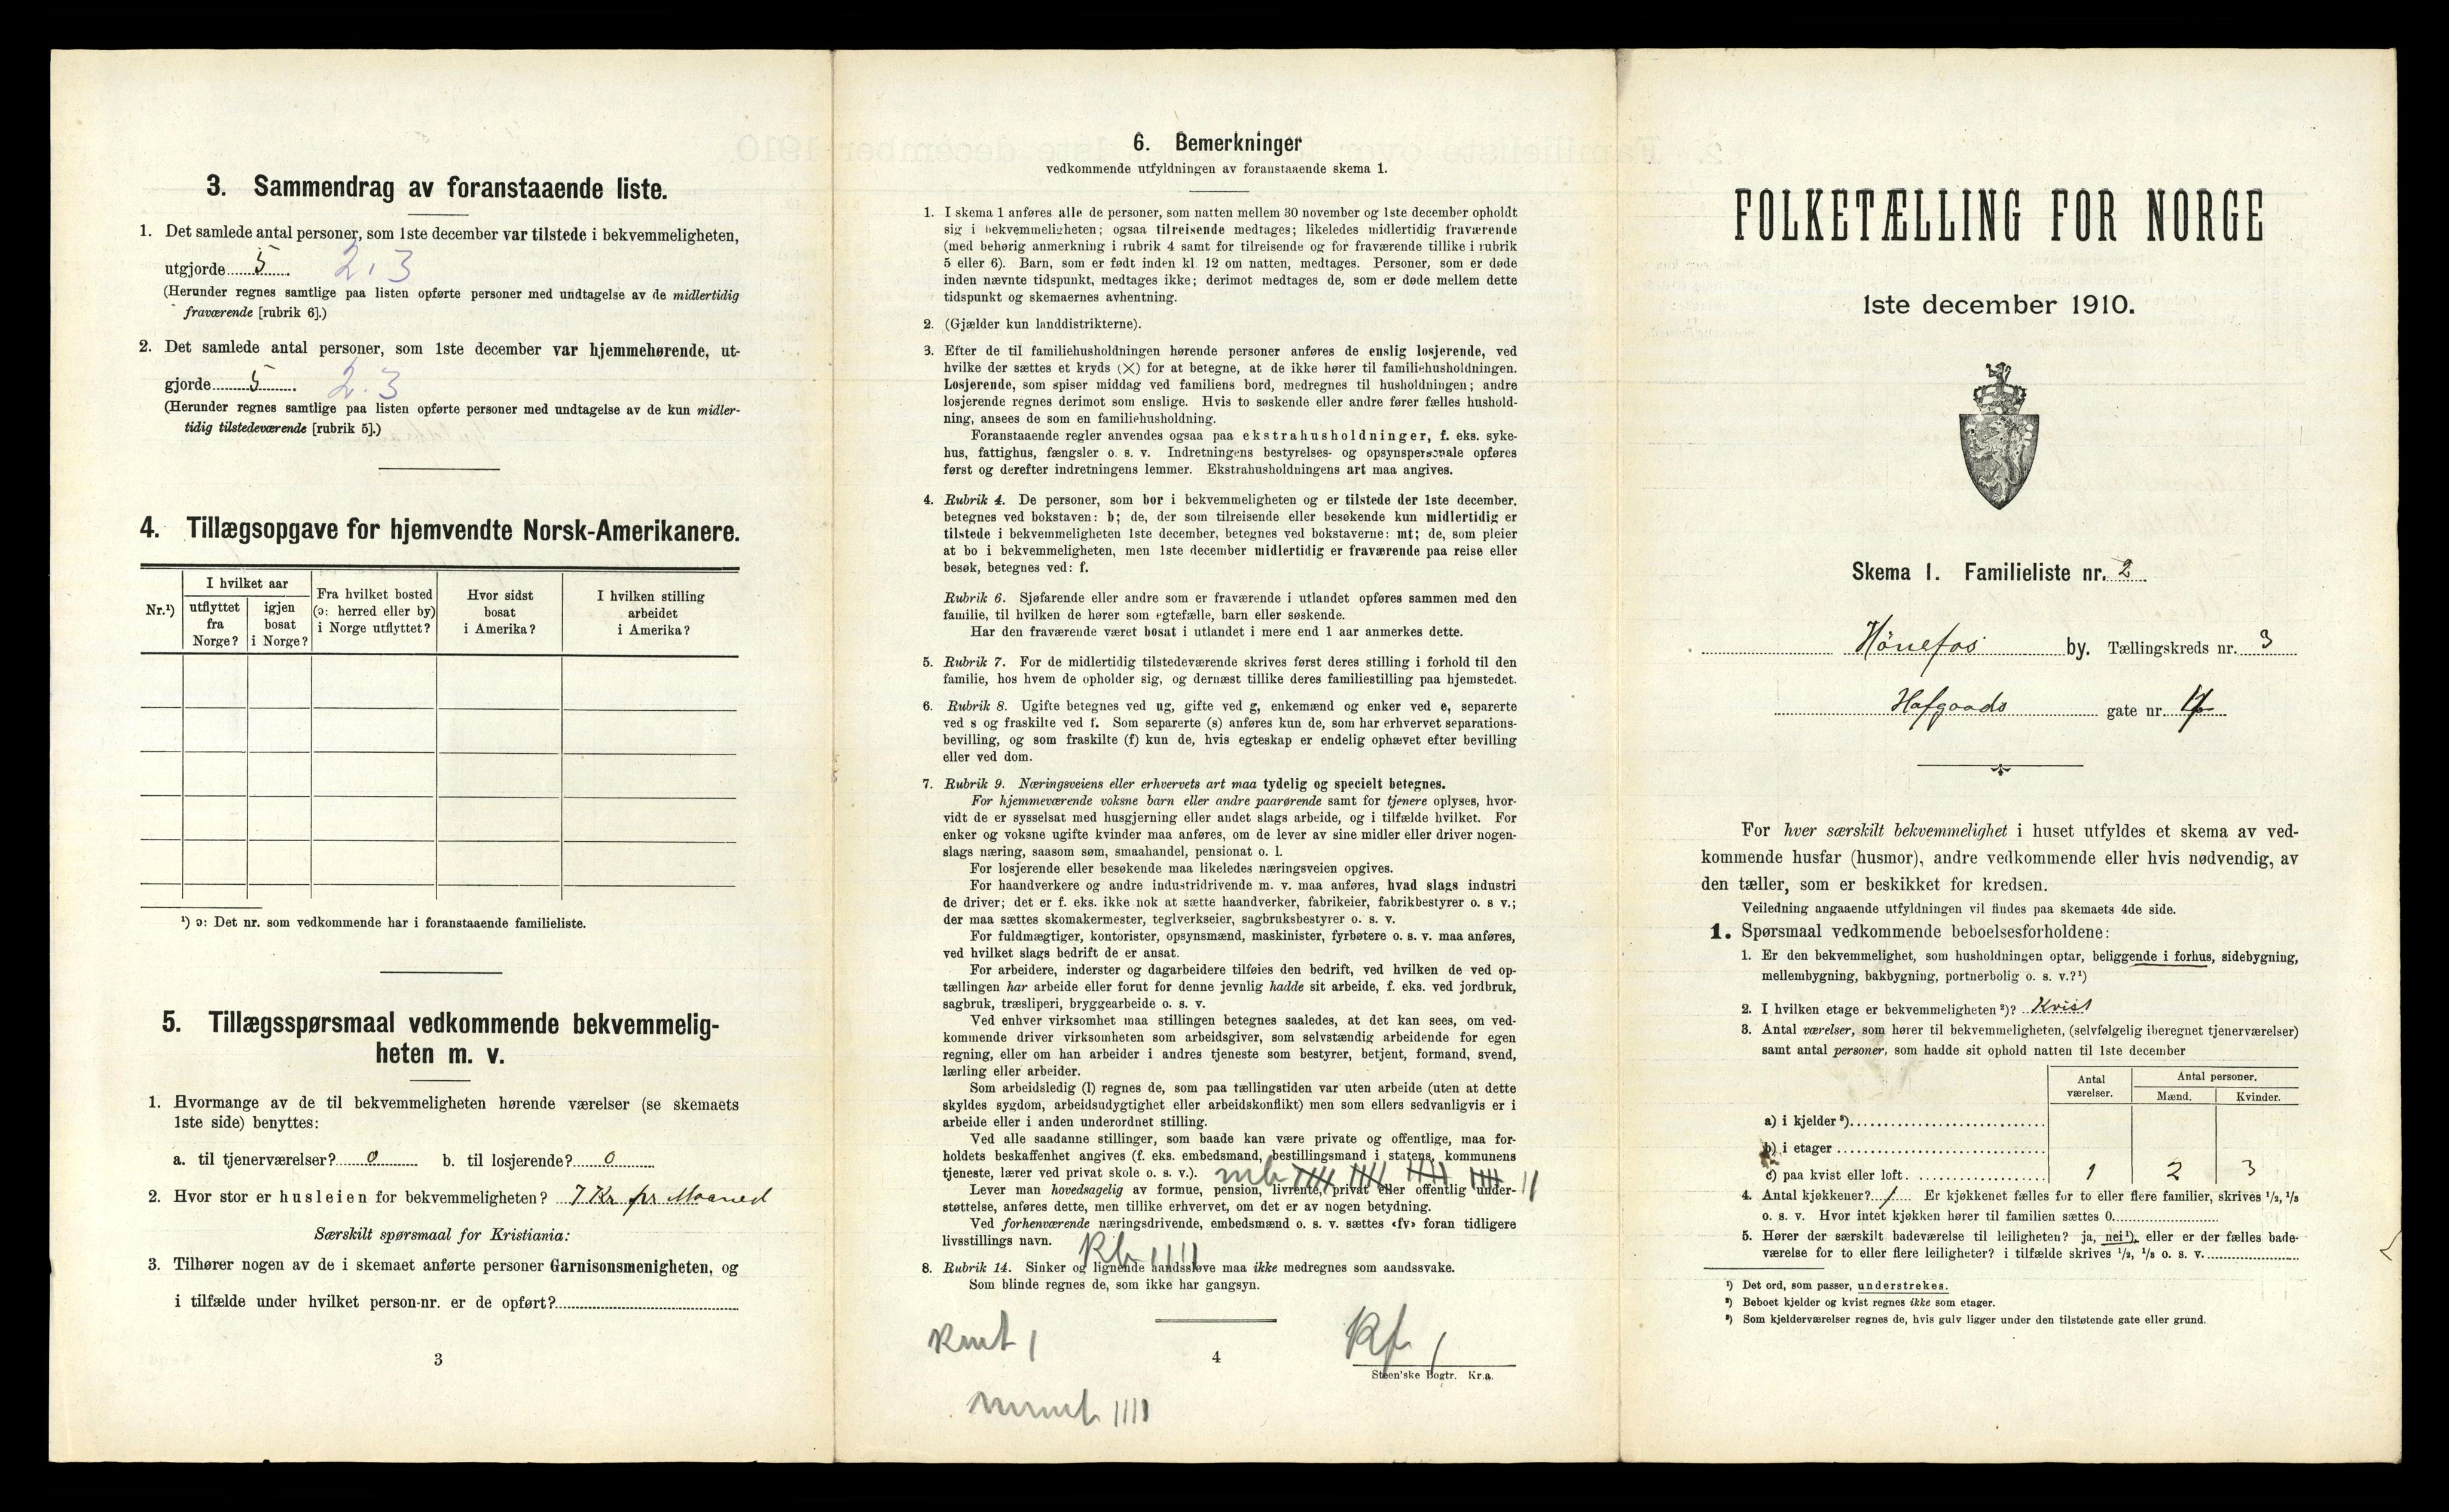 3. Sammendrag av foranstaaende liste.
1. Det samlede antal personer, som 1ste december var tilstede i bekvemmeligheten,
utgjorde 5. 2.3
(Herunder regnes samtlige paa listen opførte personer med undtagelse av de midlertidig
fraværende [rubrik 6].)
2. Det samlede antal personer, som 1ste december var hjemmehørende, ut-
gjorde 5. 2.3
(Herunder regnes samtlige paa listen opførte personer med undtagelse av de kun midler-
tidig tilstedeværende [rubrik 5].)
4. Tillægsopgave for hjemvendte Norsk-Amerikanere.
Nr.¹)
I hvilket aar
utflyttet
fra
Norge?
igjen
bosat
i Norge?
Fra hvilket bosted
(ɔ: herred eller by)
i Norge utflyttet?
Hvor sidst
bosat
i Amerika?
I hvilken stilling
arbeidet
i Amerika?
¹) ɔ: Det nr. som vedkommende har i foranstaaende familieliste.
5. Tillægsspørsmaal vedkommende bekvemmelig-
heten m. v.
1. Hvormange av de til bekvemmeligheten hørende værelser (se skemaets
1ste side) benyttes:
a. til tjenerværelser? 0 b. til losjerende? 0
2. Hvor stor er husleien for bekvemmeligheten? 7 Kr pr Maaned
Særskilt spørsmaal for Kristiania:
3. Tilhører nogen av de i skemaet anførte personer Garnisonsmenigheten, og
i tilfælde under hvilket person-nr. er de opført?
3
6. Bemerkninger
vedkommende utfyldningen av foranstaaende skema 1.
1. I skema 1 anføres alle de personer, som natten mellem 30 november og 1ste december opholdt
sig i bekvemmeligheten; ogsaa tilreisende medtages; likeledes midlertidig fraværende
(med behørig anmerkning i rubrik 4 samt for tilreisende og for fraværende tillike i rubrik
5 eller 6). Barn, som er født inden kl. 12 om natten, medtages. Personer, som er døde
inden nævnte tidspunkt, medtages ikke; derimot medtages de, som er døde mellem dette
tidspunkt og skemaernes avhentning.
2. (Gjælder kun landdistrikterne).
3. Efter de til familiehusholdningen hørende personer anføres de enslig losjerende, ved
hvilke der sættes et kryds (×) for at betegne, at de ikke hører til familiehusholdningen.
Losjerende, som spiser middag ved familiens bord, medregnes til husholdningen; andre
losjerende regnes derimot som enslige. Hvis to søskende eller andre fører fælles hushold-
ning, ansees de som en familiehusholdning.
Foranstaaende regler anvendes ogsaa paa ekstrahusholdninger, f. eks. syke-
hus, fattighus, fængsler o. s. v. Indretningens bestyrelses- og opsynspersonale opføres
først og derefter indretningens lemmer. Ekstrahusholdningens art maa angives.
4. Rubrik 4. De personer, som bor i bekvemmeligheten og er tilstede der 1ste december,
betegnes ved bokstaven: b; de, der som tilreisende eller besøkende kun midlertidig er
tilstede i bekvemmeligheten 1ste december, betegnes ved bokstaverne: mt; de, som pleier
at bo i bekvemmeligheten, men 1ste december midlertidig er fraværende paa reise eller
besøk, betegnes ved: f.
Rubrik 6. Sjøfarende eller andre som er fraværende i utlandet opføres sammen med den
familie, til hvilken de hører som egtefælle, barn eller søskende.
Har den fraværende været bosat i utlandet i mere end 1 aar anmerkes dette.
5. Rubrik 7. For de midlertidig tilstedeværende skrives først deres stilling i forhold til den
familie, hos hvem de opholder sig, og dernæst tillike deres familiestilling paa hjemstedet.
6. Rubrik 8. Ugifte betegnes ved ug, gifte ved g, enkemænd og enker ved e, separerte
ved s og fraskilte ved f. Som separerte (s) anføres kun de, som har erhvervet separations-
bevilling, og som fraskilte (f) kun de, hvis egteskap er endelig ophævet efter bevilling
eller ved dom.
7. Rubrik 9. Næringsveiens eller erhvervets art maa tydelig og specielt betegnes.
For hjemmeværende voksne barn eller andre paarørende samt for tjenere oplyses, hvor-
vidt de er sysselsat med husgjerning eller andet slags arbeide, og i tilfælde hvilket. For
enker og voksne ugifte kvinder maa anføres, om de lever av sine midler eller driver nogen-
slags næring, saasom søm, smaahandel, pensionat o. l.
For losjerende eller besøkende maa likeledes næringsveien opgives.
For haandverkere og andre industridrivende m. v. maa anføres, hvad slags industri
de driver; det er f. eks. ikke nok at sætte haandverker, fabrikeier, fabrikbestyrer o. s. v.;
der maa sættes skomakermester, teglverkseier, sagbruksbestyrer o. s. v.
For fuldmægtiger, kontorister, opsynsmænd, maskinister, fyrbøtere o. s. v. maa anføres,
ved hvilket slags bedrift de er ansat.
For arbeidere, inderster og dagarbeidere tilføies den bedrift, ved hvilken de ved op-
tællingen har arbeide eller forut for denne jevnlig hadde sit arbeide, f. eks. ved jordbruk,
sagbruk, træsliperi, bryggearbeide o. s. v.
Ved enhver virksomhet maa stillingen betegnes saaledes, at det kan sees, om ved-
kommende driver virksomheten som arbeidsgiver, som selvstændig arbeidende for egen
regning, eller om han arbeider i andres tjeneste som bestyrer, betjent, formand, svend,
lærling eller arbeider.
Som arbeidsledig (l) regnes de, som paa tællingstiden var uten arbeide (uten at dette
skyldes sygdom, arbeidsudygtighet eller arbeidskonflikt) men som ellers sedvanligvis er i
arbeide eller i anden underordnet stilling.
Ved alle saadanne stillinger, som baade kan være private og offentlige, maa for-
holdets beskaffenhet angives (f. eks. embedsmand, bestillingsmand i statens, kommunens
tjeneste, lærer ved privat skole o. s. v.). mb
Lever man hovedsagelig av formue, pension, livrente, privat eller offentlig under-
støttelse, anføres dette, men tillike erhvervet, om det er av nogen betydning.
Ved forhenværende næringsdrivende, embedsmænd o. s. v. sættes «fv» foran tidligere
livsstillings navn. Kb
8. Rubrik 14. Sinker og lignende aandssløve maa ikke medregnes som aandssvake.
Som blinde regnes de, som ikke har gangsyn.
Kmt 1
Kf 1
4
Steen'ske Bogtr. Kr.a.
FOLKETÆLLING FOR NORGE
1ste december 1910.
Skema 1. Familieliste nr. 2
Hönefos by. Tællingskreds nr. 3
Hofgaads gate nr. 17
For hver særskilt bekvemmelighet i huset utfyldes et skema av ved-
kommende husfar (husmor), andre vedkommende eller hvis nødvendig, av
den tæller, som er beskikket for kredsen.
Veiledning angaaende utfyldningen vil findes paa skemaets 4de side.
1. Spørsmaal vedkommende beboelsesforholdene:
1. Er den bekvemmelighet, som husholdningen optar, beliggende i forhus, sidebygning,
mellembygning, bakbygning, portnerbolig o. s. v.?¹)
2. I hvilken etage er bekvemmeligheten²)? Kvist
3. Antal værelser, som hører til bekvemmeligheten, (selvfølgelig iberegnet tjenerværelser)
samt antal personer, som hadde sit ophold natten til 1ste december
Antal
værelser.
Antal personer.
Mænd.
Kvinder.
a) i kjelder³)
b) i etager
c) paa kvist eller loft. 1 2 3
4. Antal kjøkkener? 1 Er kjøkkenet fælles for to eller flere familier, skrives 1/2, 1/3
o. s. v. Hvor intet kjøkken hører til familien sættes 0.
5. Hører der særskilt badeværelse til leiligheten? ja, nei¹), eller er der fælles bade-
værelse for to eller flere leiligheter? i tilfælde skrives 1/2, 1/3 o. s. v.
¹) Det ord, som passer, understrekes.
²) Beboet kjelder og kvist regnes ikke som etager.
³) Som kjelderværelser regnes de, hvis gulv ligger under den tilstøtende gate eller grund.